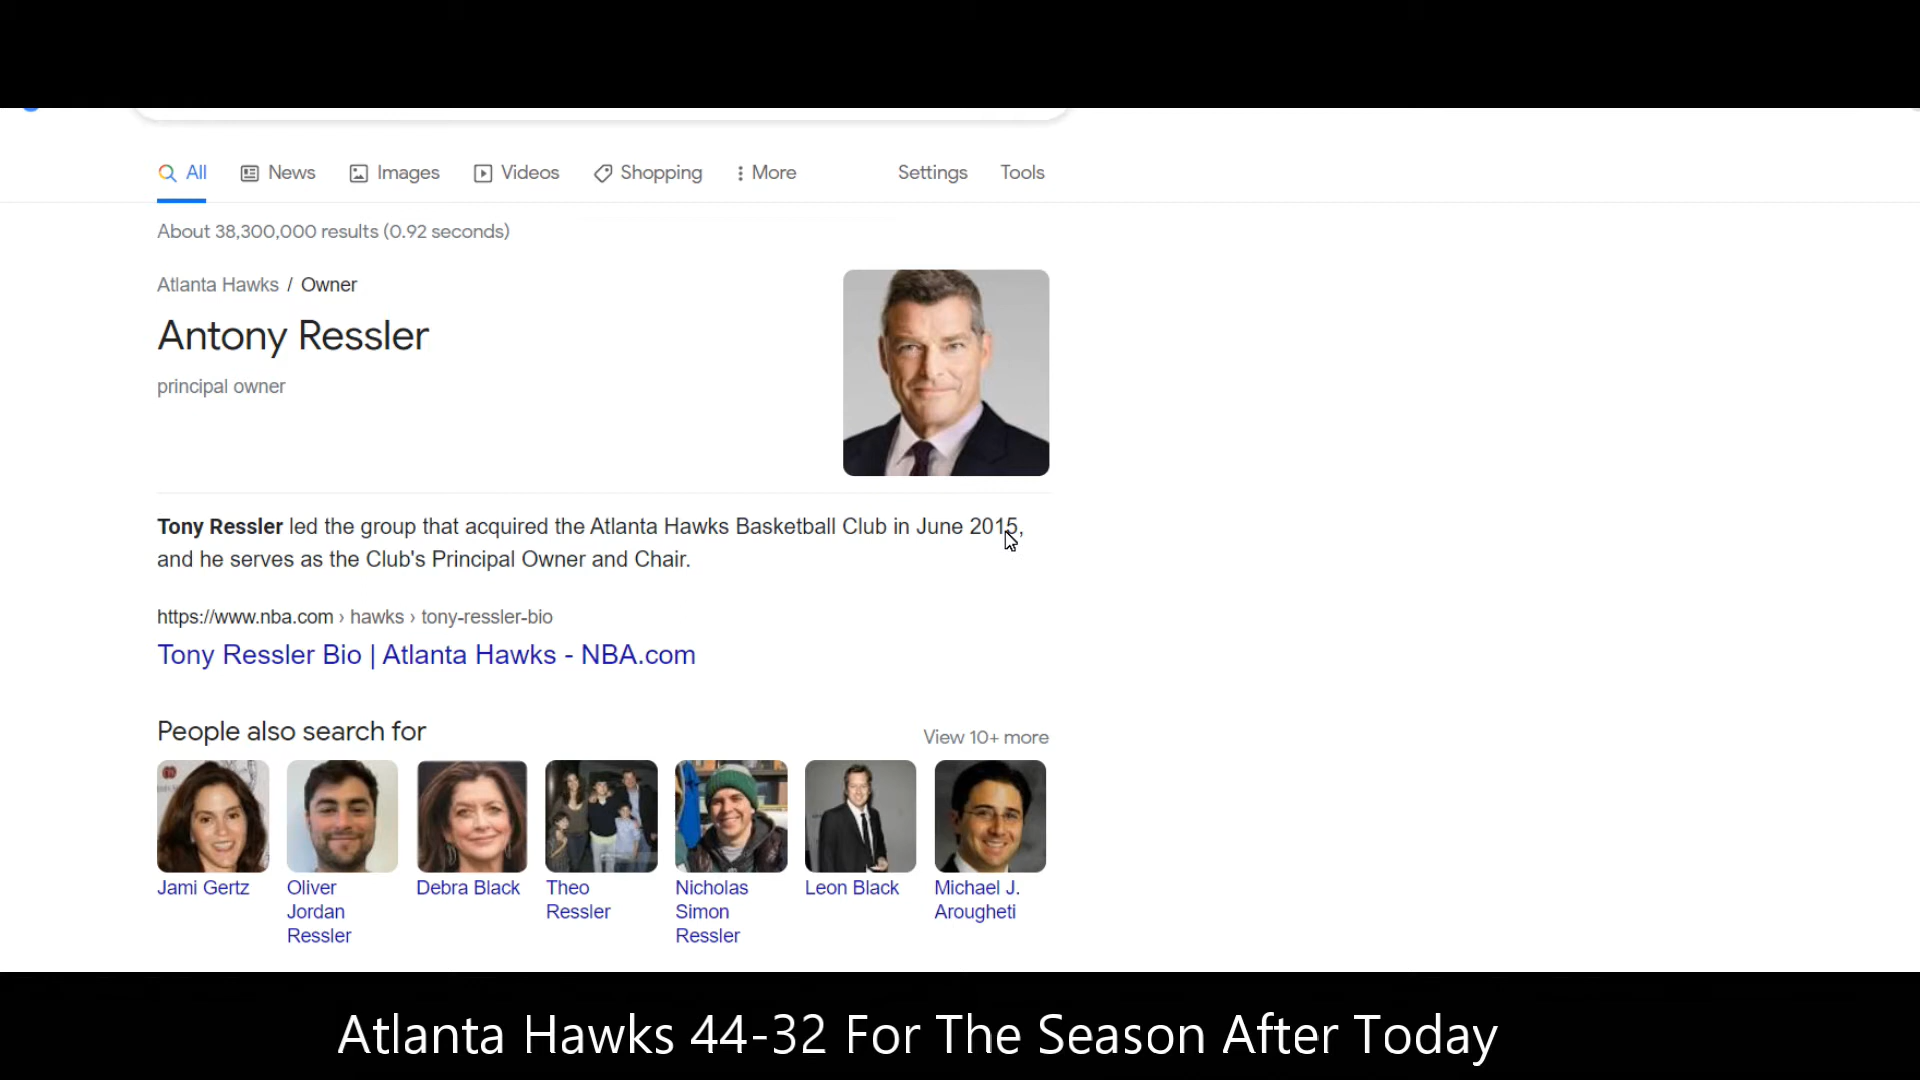 All News Images Videos Shopping More Settings Tools
About 38,300,000 results (0.92 seconds)
Atlanta Hawks / Owner
Antony Ressler
principal owner
Tony Ressler led the group that acquired the Atlanta Hawks Basketball Club in June 2015,
and he serves as the Club's Principal Owner and Chair.
https://www.nba.com › hawks › tony-ressler-bio
Tony Ressler Bio | Atlanta Hawks - NBA.com
People also search for
View 10+ more
Jami Gertz
Oliver
Jordan
Ressler
Debra Black
Theo
Ressler
Nicholas
Simon
Ressler
Leon Black
Michael J.
Arougheti
Atlanta Hawks 44-32 For The Season After Today